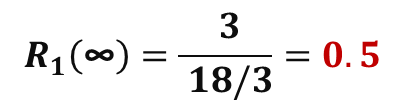 R₁(∞) = 3 / 18/3 = 0.5